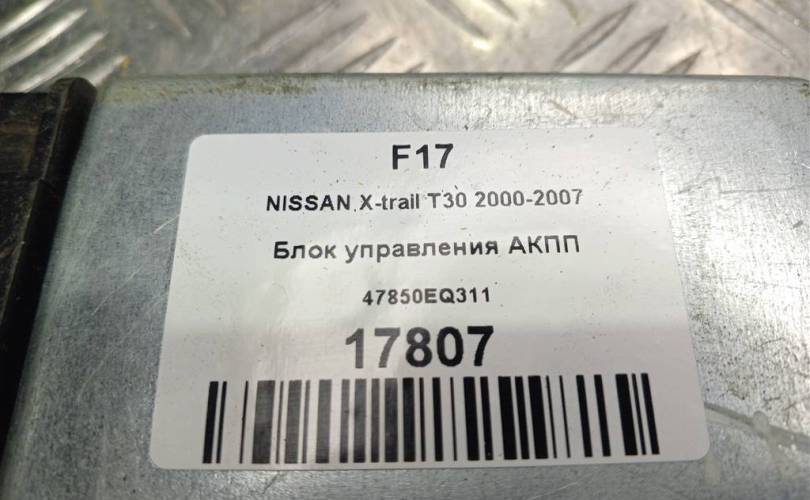 F17
NISSAN X-trail T30 2000-2007
Блок управления АКПП
47850EQ311
17807